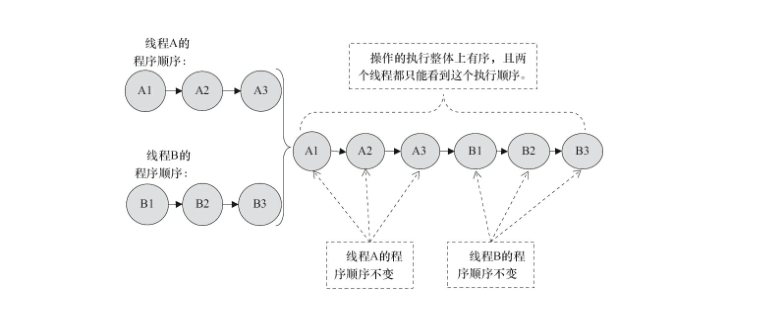 线程A的
程序顺序:
A1 A2 A3
线程B的
程序顺序:
B1 B2 B3
操作的执行整体上有序，且两
个线程都只能看到这个执行顺序。
A1 A2 A3 B1 B2 B3
线程A的程
序顺序不变
线程B的程
序顺序不变